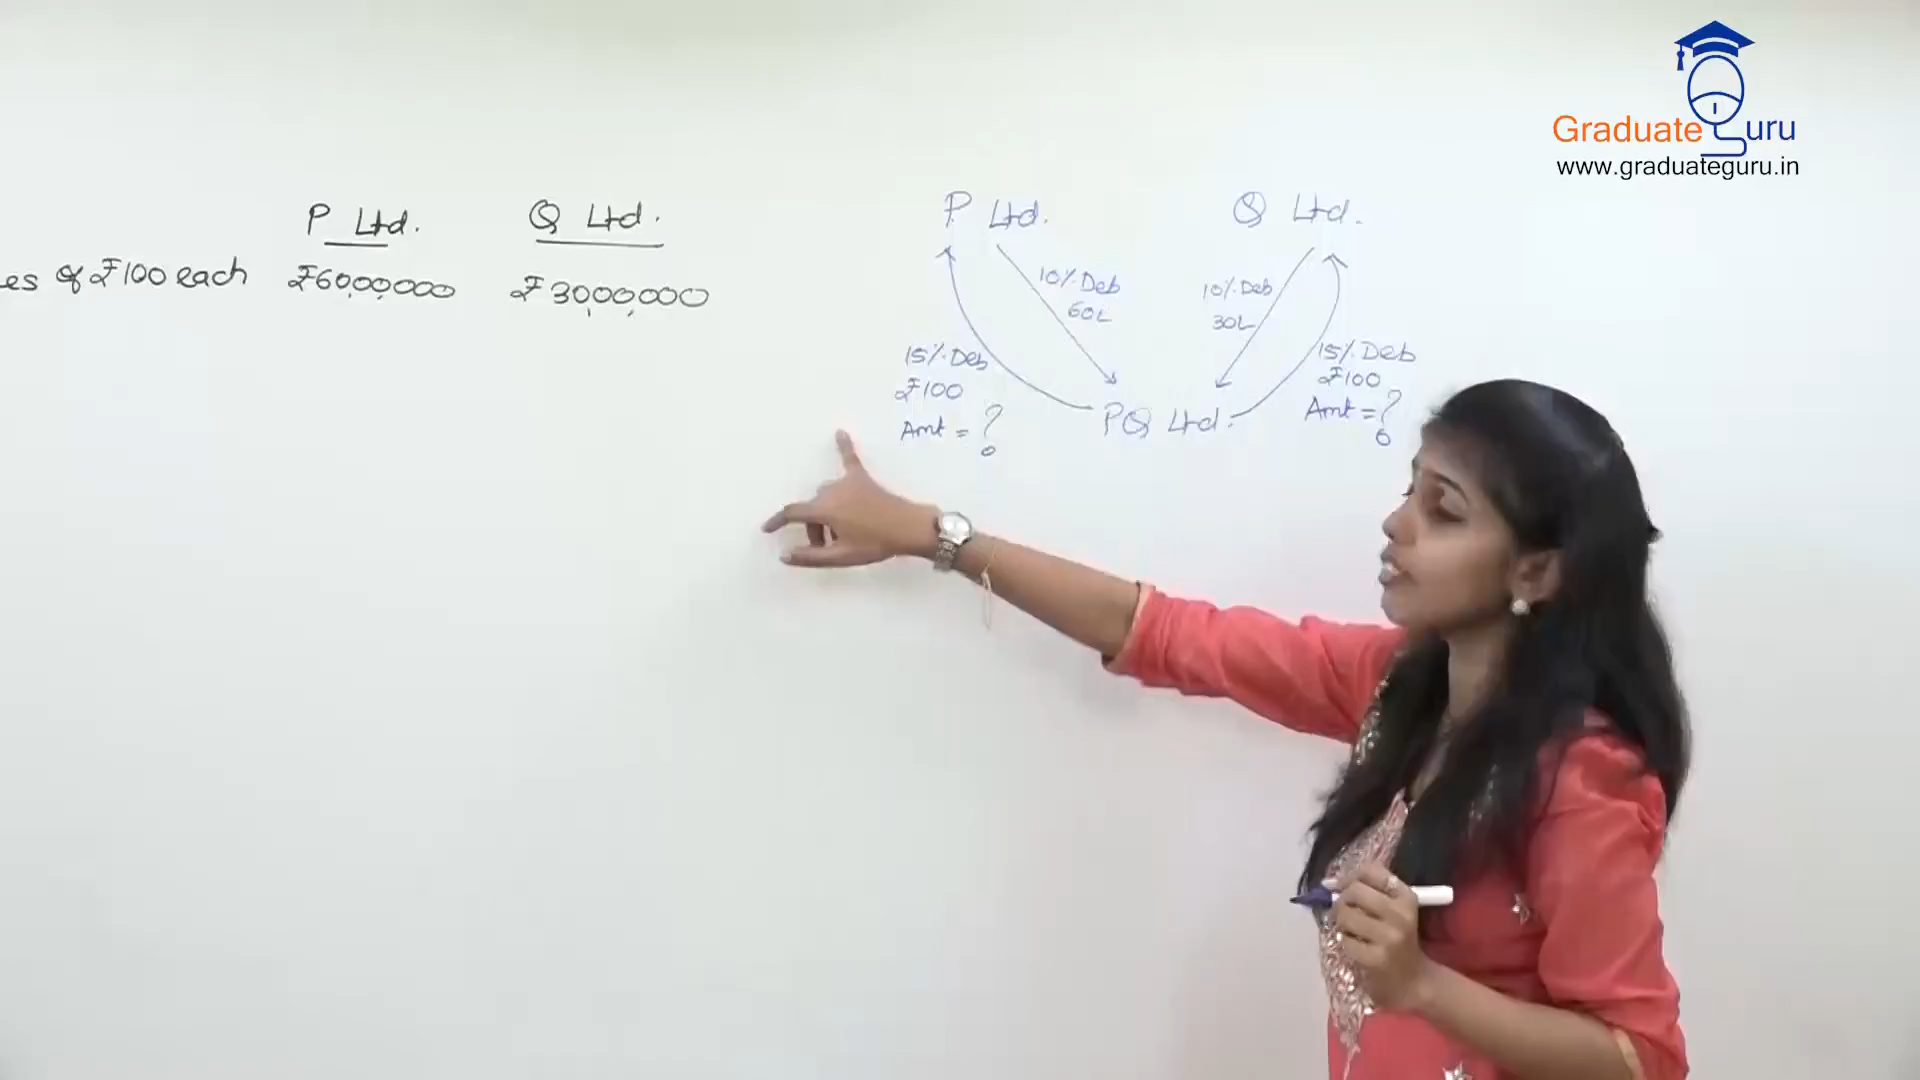 Graduate Guru
www.graduateguru.in
P Ltd. Q Ltd.
es of ₹100 each ₹60,00,000 ₹30,00,000
P Ltd. Q Ltd.
10% Deb
60L
10% Deb
30L
15% Deb
₹100
Amt = ?
15% Deb
₹100
Amt = ?
PQ Ltd.